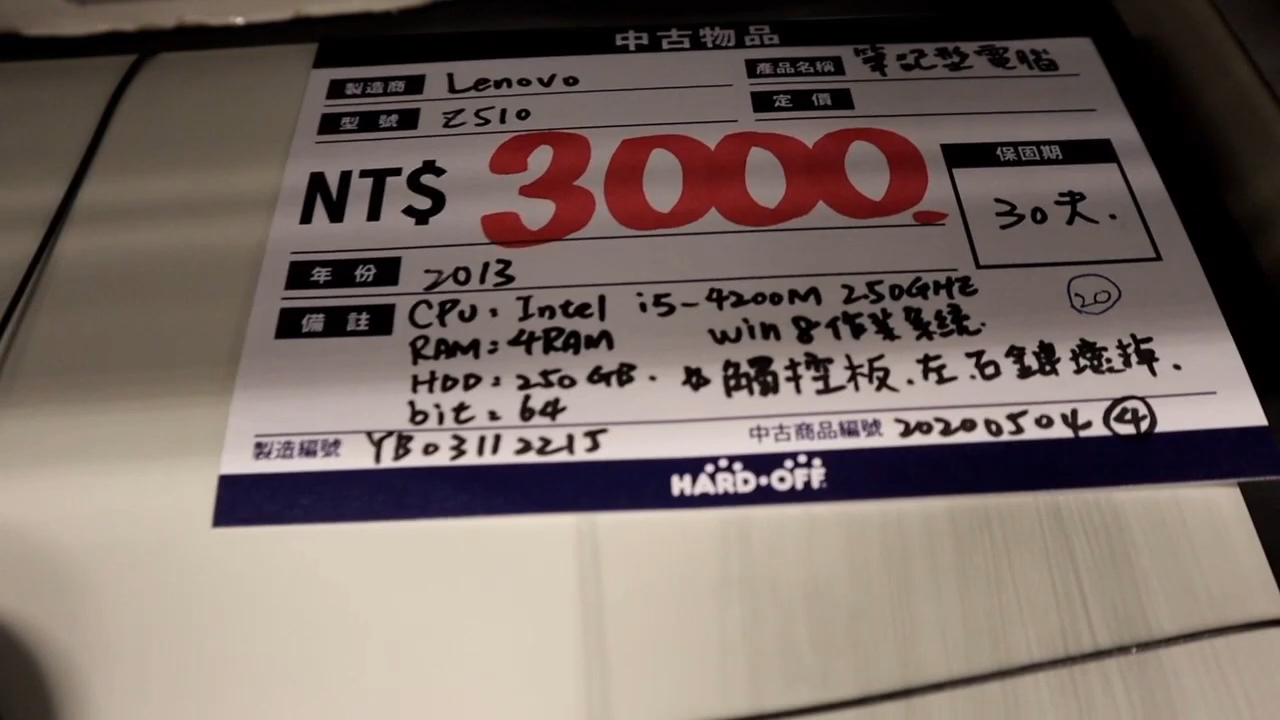 中古物品
製造商 Lenovo 產品名稱 筆記型電腦
型號 Z510 定價
NT$ 3000.
保固期
30天.
年份 2013
備註 CPU: Intel i5-4200M 2.50GHZ
20
RAM: 4RAM win 8 作業系統.
HDD: 250GB. 觸控板.左.右鍵壞掉.
bit: 64
製造編號 YB03112215 中古商品編號 20200504 ④
HARD·OFF